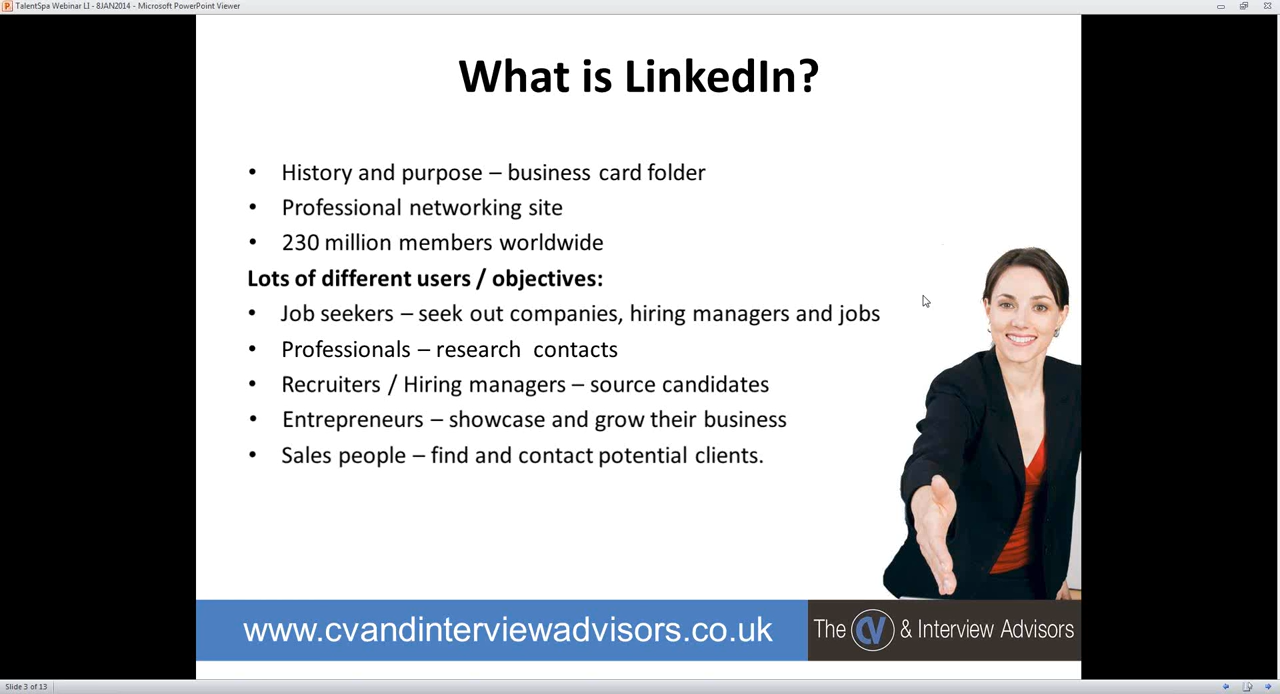 TalentSpa Webinar LI - 8JAN2014 - Microsoft PowerPoint Viewer
What is LinkedIn?
• History and purpose – business card folder
• Professional networking site
• 230 million members worldwide
Lots of different users / objectives:
• Job seekers – seek out companies, hiring managers and jobs
• Professionals – research contacts
• Recruiters / Hiring managers – source candidates
• Entrepreneurs – showcase and grow their business
• Sales people – find and contact potential clients.
www.cvandinterviewadvisors.co.uk
The CV & Interview Advisors
Slide 3 of 13